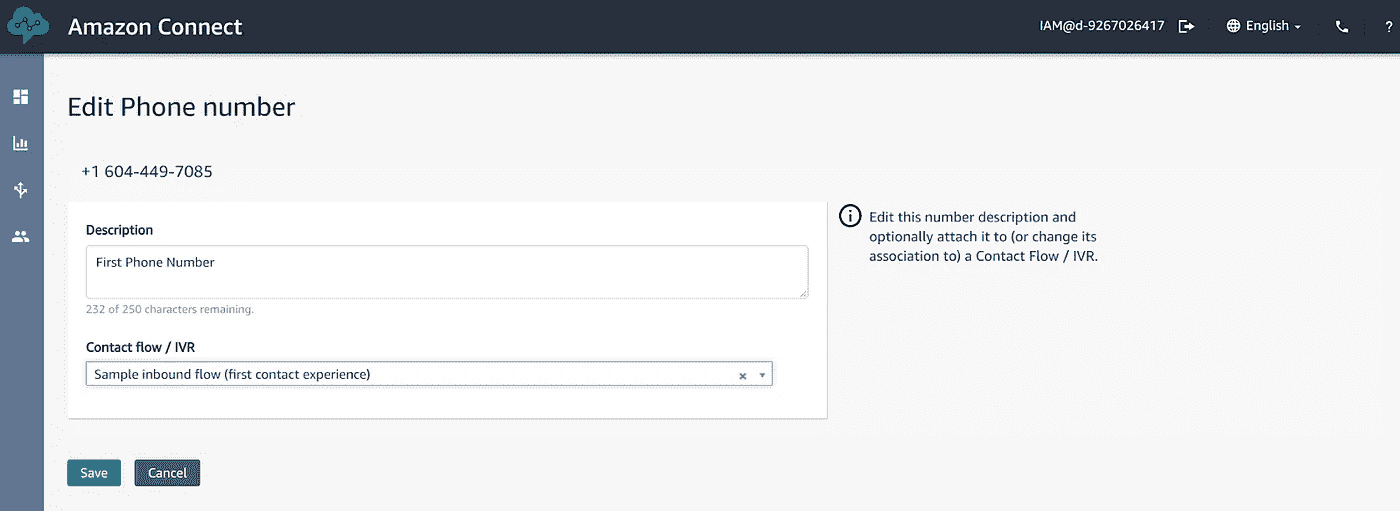 Amazon Connect
IAM@d-9267026417
English
?
Edit Phone number
+1 604-449-7085
Description
First Phone Number
232 of 250 characters remaining.
Contact flow / IVR
Sample inbound flow (first contact experience)
Edit this number description and
optionally attach it to (or change its
association to) a Contact Flow / IVR.
Save
Cancel